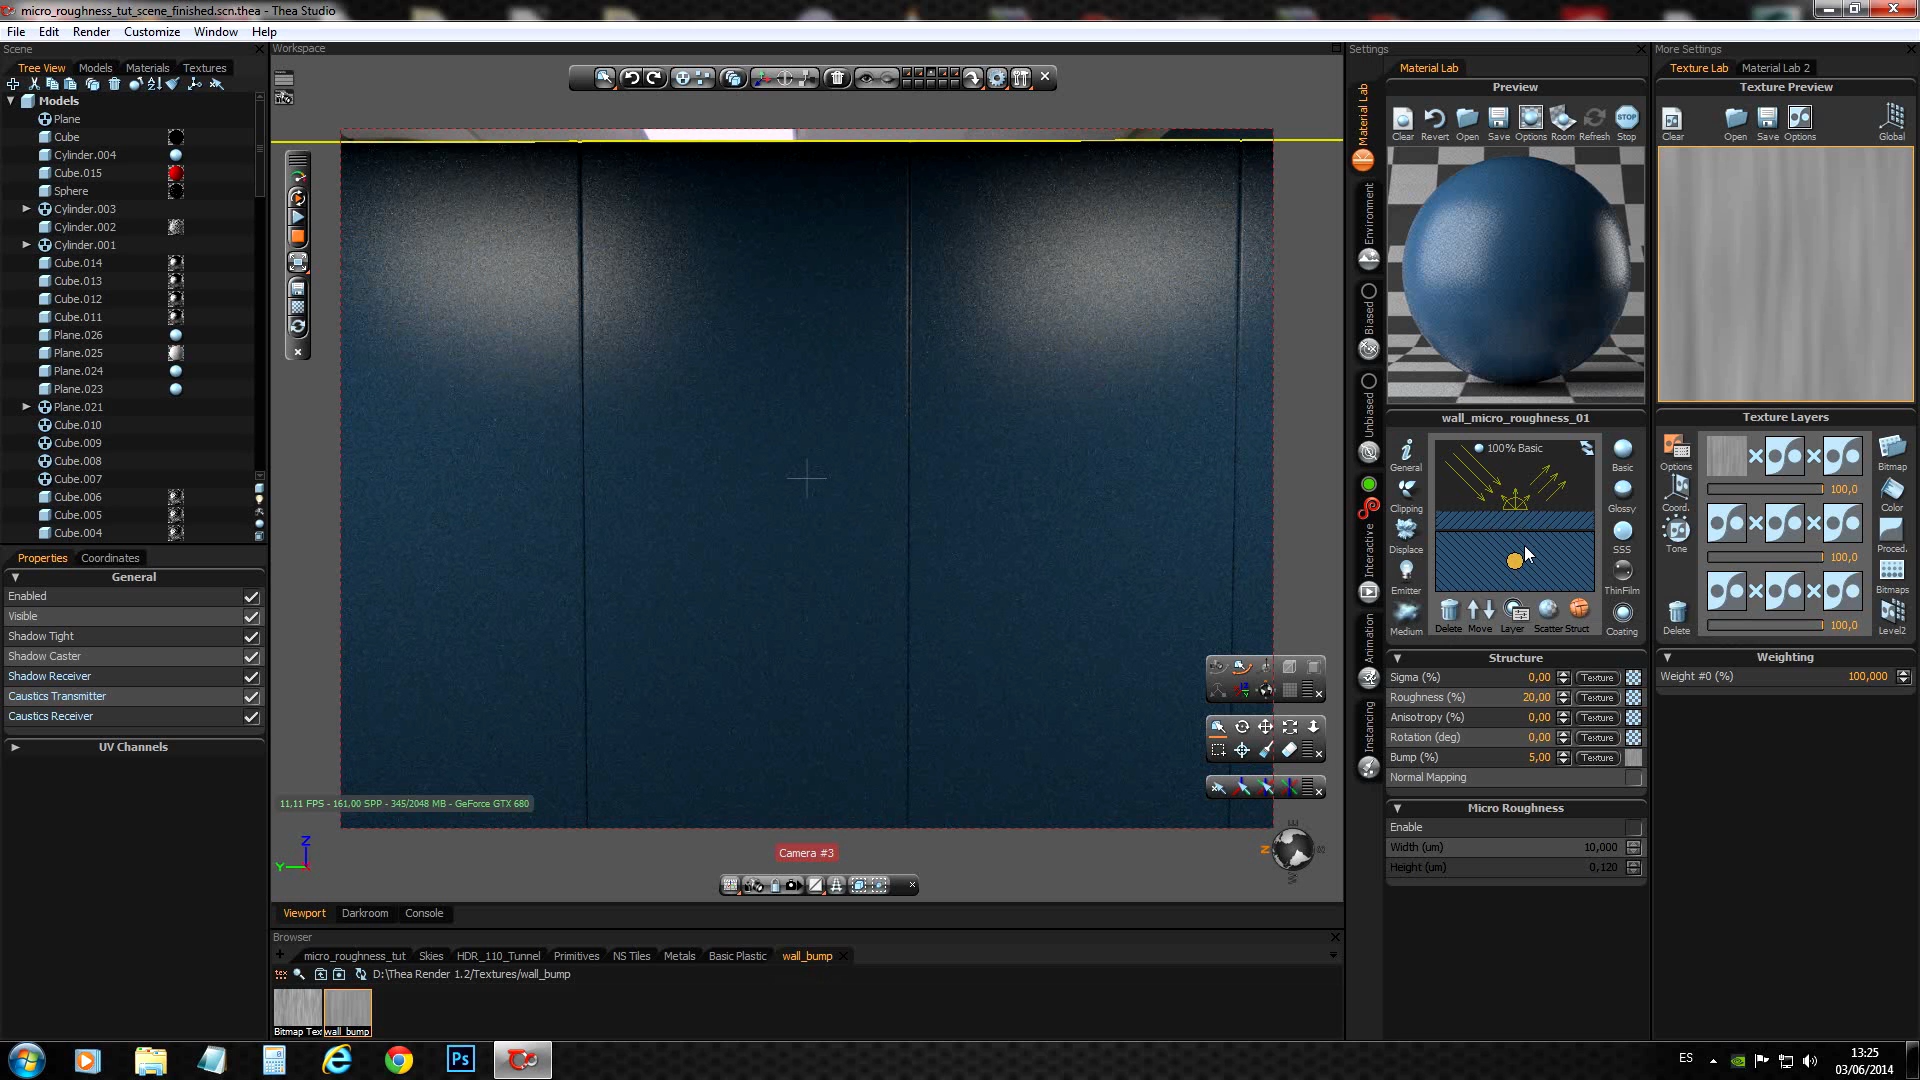 micro_roughness_tut_scene_finished.scn.thea - Thea Studio
File Edit Render Customize Window Help
Scene
Tree View Models Materials Textures
Models
Plane
Cube
Cylinder.004
Cube.015
Sphere
Cylinder.003
Cylinder.002
Cylinder.001
Cube.014
Cube.013
Cube.012
Cube.011
Plane.026
Plane.025
Plane.024
Plane.023
Plane.021
Cube.010
Cube.009
Cube.008
Cube.007
Cube.006
Cube.005
Cube.004
Properties Coordinates
General
Enabled
Visible
Shadow Tight
Shadow Caster
Shadow Receiver
Caustics Transmitter
Caustics Receiver
UV Channels
Workspace
11,11 FPS - 161,00 SPP - 345/2048 MB - GeForce GTX 680
Z
Y
Camera #3
Viewport Darkroom Console
Browser
micro_roughness_tut Skies HDR_110_Tunnel Primitives NS Tiles Metals Basic Plastic wall_bump
tex D:\Thea Render 1.2/Textures/wall_bump
Bitmap Tex wall_bump
Settings
Material Lab
Environment
Biased
Unbiased
Interactive
Animation
Instancing
Material Lab
Preview
Clear Revert Open Save Options Room Refresh Stop
wall_micro_roughness_01
100% Basic
General
Clipping
Displace
Emitter
Medium
Basic
Glossy
SSS
ThinFilm
Coating
Delete Move Layer Scatter Struct
Structure
Sigma (%) 0,00 Texture
Roughness (%) 20,00 Texture
Anisotropy (%) 0,00 Texture
Rotation (deg) 0,00 Texture
Bump (%) 5,00 Texture
Normal Mapping
Micro Roughness
Enable
Width (um) 10,000
Height (um) 0,120
More Settings
Texture Lab Material Lab 2
Texture Preview
Clear Open Save Options Global
Texture Layers
Options
Coord.
Tone
Delete
100,0
100,0
100,0
Bitmap
Color
Proced.
Bitmaps
Level2
Weighting
Weight #0 (%) 100,000
Ps
ES
13:25
03/06/2014